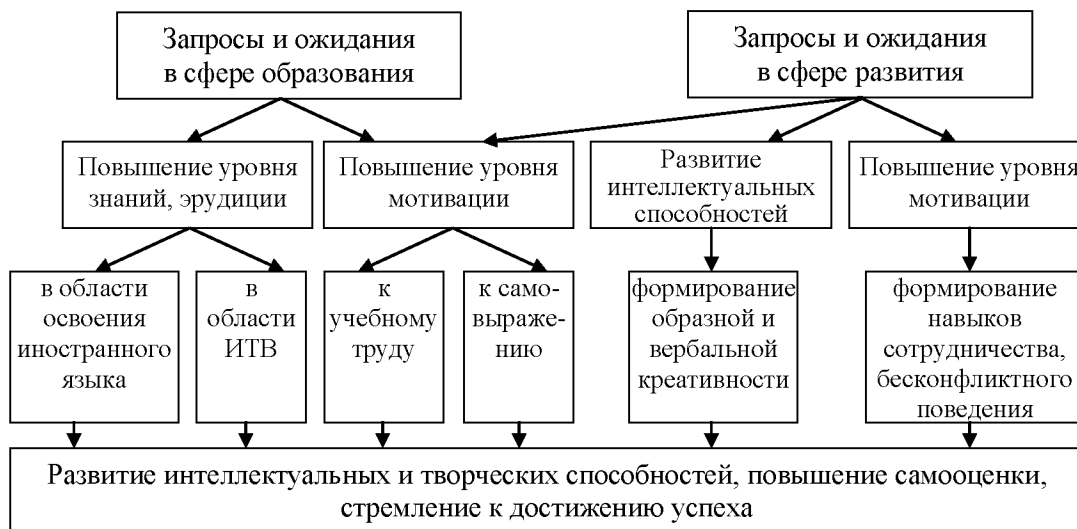 Запросы и ожидания
в сфере образования
Запросы и ожидания
в сфере развития
Повышение уровня
знаний, эрудиции
Повышение уровня
мотивации
Развитие
интеллектуальных
способностей
Повышение уровня
мотивации
в области
освоения
иностранного
языка
в
области
ИТВ
к
учебному
труду
к само-
выраже-
нию
формирование
образной и
вербальной
креативности
формирование
навыков
сотрудничества,
бесконфликтного
поведения
Развитие интеллектуальных и творческих способностей, повышение самооценки,
стремление к достижению успеха